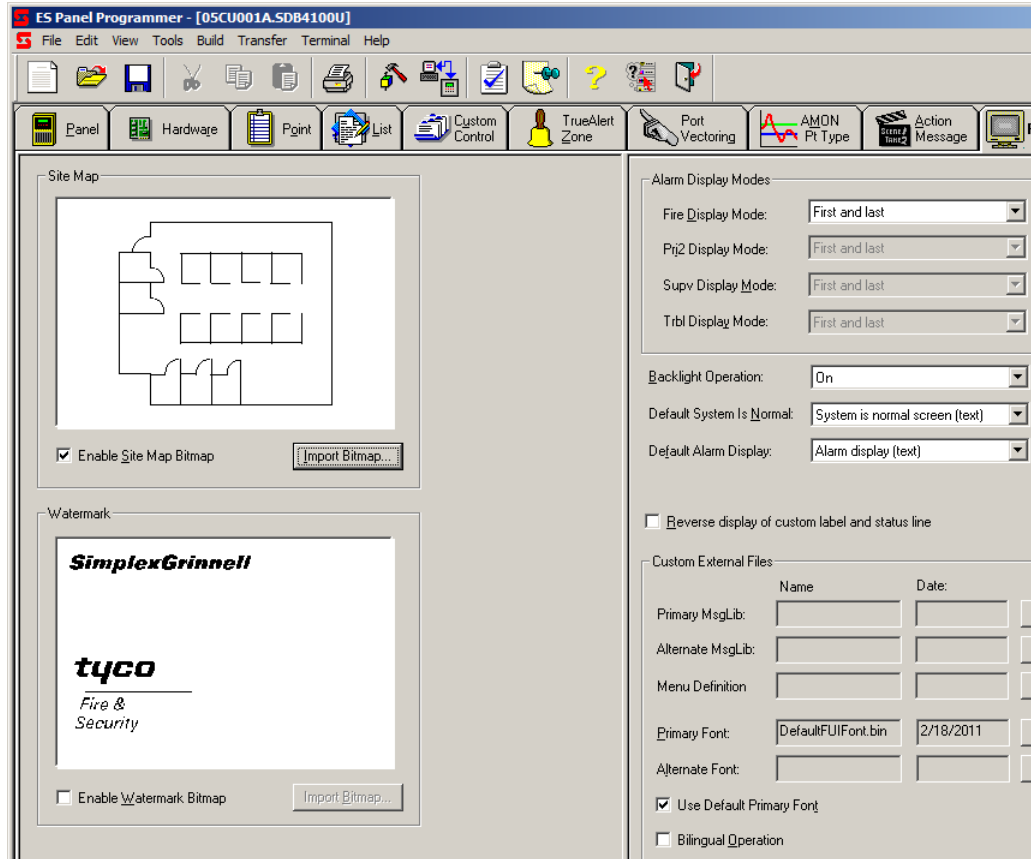 ES Panel Programmer - [05CU001A.SDB4100U]
File Edit View Tools Build Transfer Terminal Help
Panel Hardware Point List Custom Control TrueAlert Zone Port Vectoring AMON Pt Type Action Message
Site Map
Enable Site Map Bitmap Import Bitmap...
Watermark
SimplexGrinnell
tyco
Fire &
Security
Enable Watermark Bitmap Import Bitmap...
Alarm Display Modes
Fire Display Mode: First and last
Pri2 Display Mode: First and last
Supv Display Mode: First and last
Trbl Display Mode: First and last
Backlight Operation: On
Default System Is Normal: System is normal screen (text)
Default Alarm Display: Alarm display (text)
Reverse display of custom label and status line
Custom External Files
Name Date:
Primary MsgLib:
Alternate MsgLib:
Menu Definition
Primary Font: DefaultFUIFont.bin 2/18/2011
Alternate Font:
Use Default Primary Font
Bilingual Operation